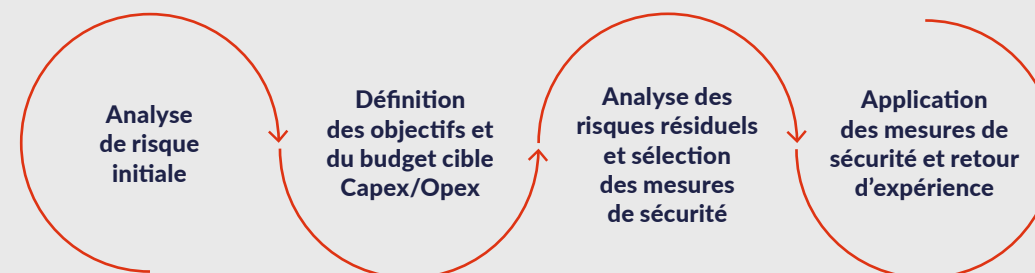 Analyse
de risque
initiale
Définition
des objectifs et
du budget cible
Capex/Opex
Analyse des
risques résiduels
et sélection
des mesures
de sécurité
Application
des mesures de
sécurité et retour
d’expérience